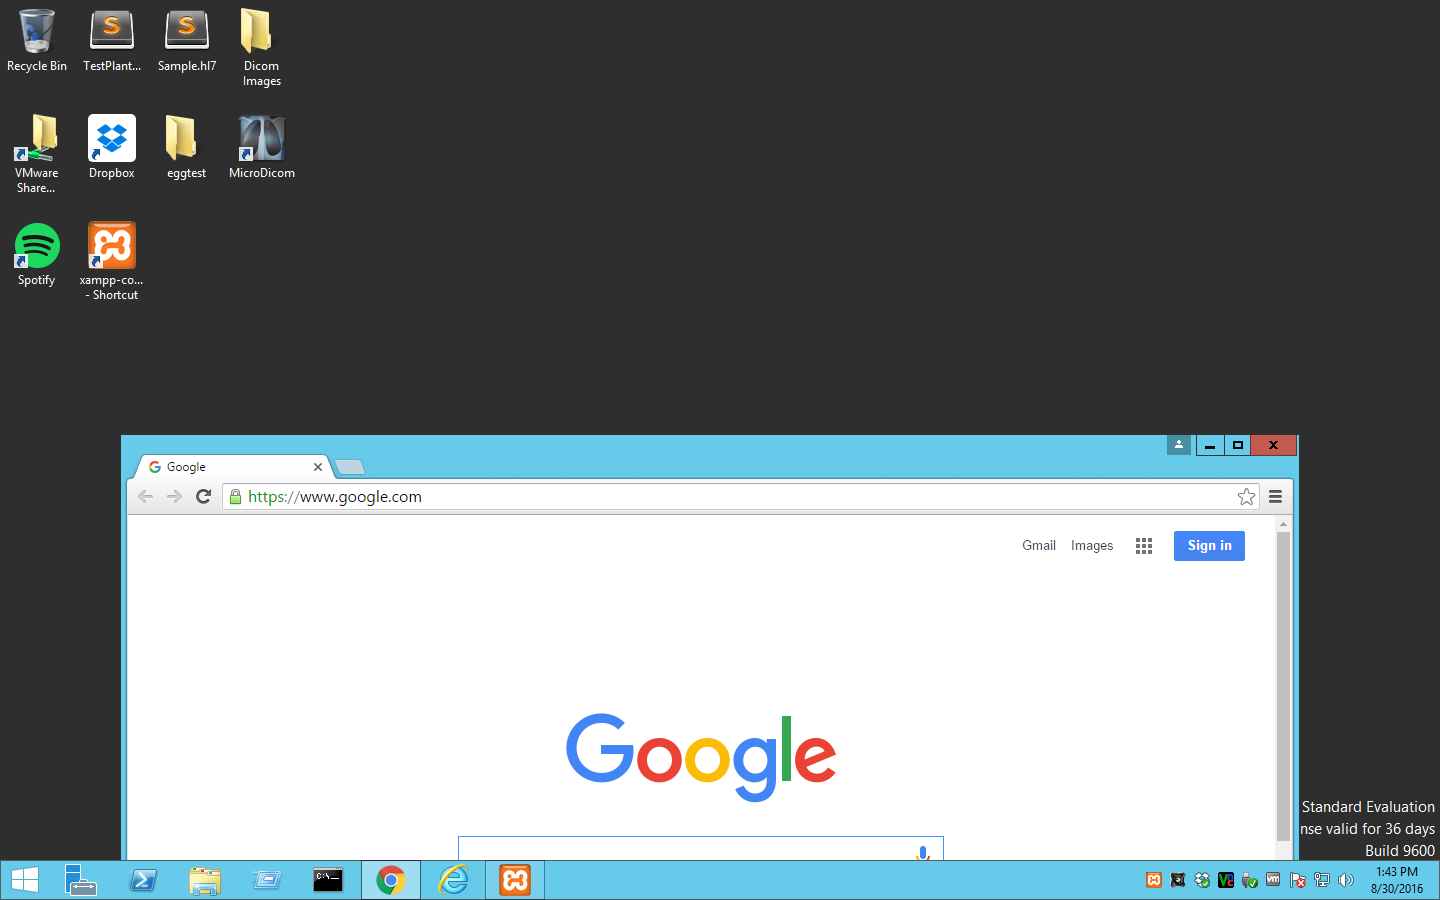 Recycle Bin
TestPlant...
Sample.hl7
Dicom
Images
VMware
Share...
Dropbox
eggtest
MicroDicom
Spotify
xampp-co...
- Shortcut
Google
https://www.google.com
Gmail
Images
Sign in
Google
Standard Evaluation
nse valid for 36 days
Build 9600
C:\_
1:43 PM
8/30/2016